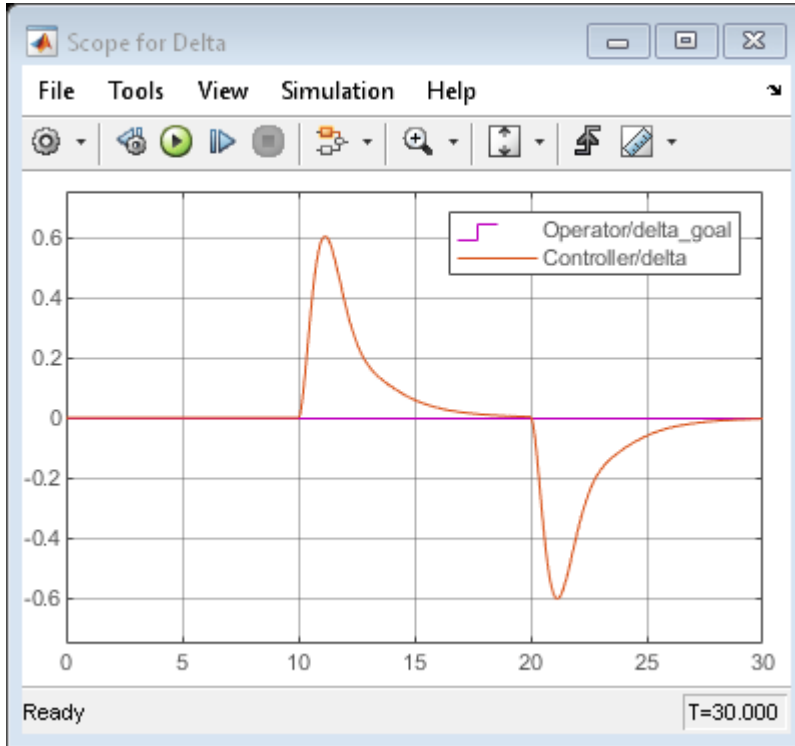 Scope for Delta
File Tools View Simulation Help
Operator/delta_goal
Controller/delta
0.6
0.4
0.2
0
-0.2
-0.4
-0.6
0 5 10 15 20 25 30
Ready T=30.000